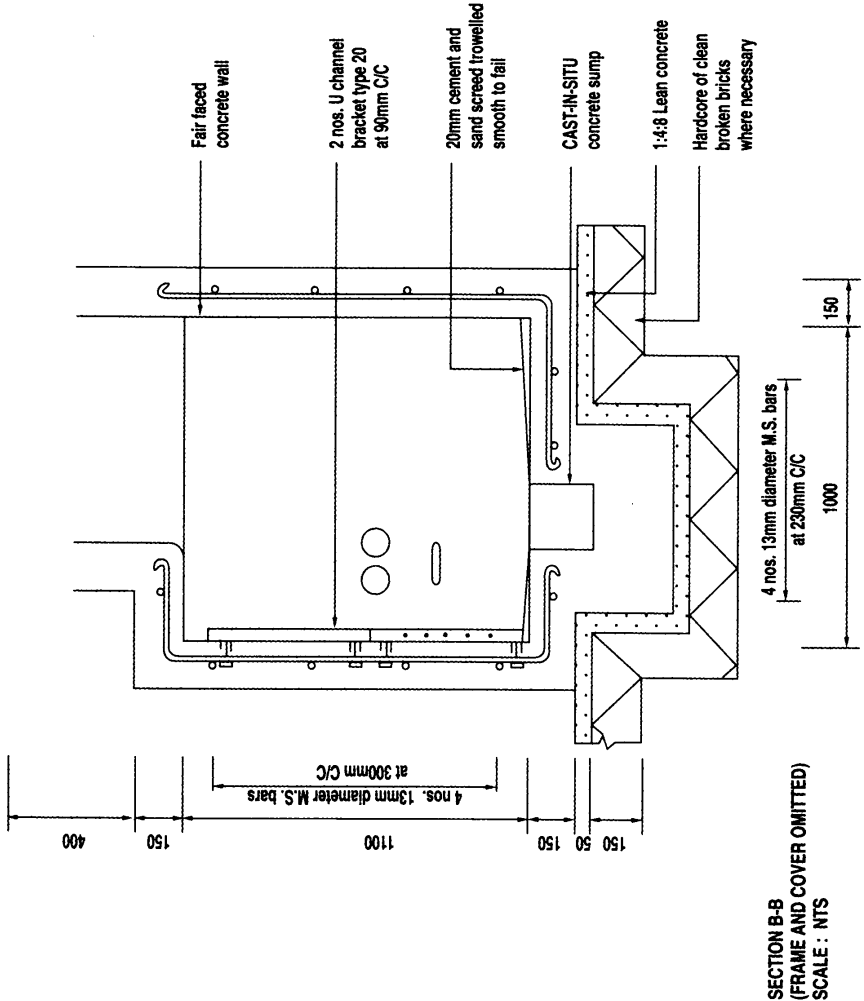 Fair faced
concrete wall
2 nos. U channel
bracket type 20
at 90mm C/C
20mm cement and
sand screed trowelled
smooth to fail
CAST-IN-SITU
concrete sump
1:4:8 Lean concrete
Hardcore of clean
broken bricks
where necessary
400
150
1100
150
50
150
4 nos. 13mm diameter M.S. bars
at 300mm C/C
4 nos. 13mm diameter M.S. bars
at 230mm C/C
1000
150
SECTION B-B
(FRAME AND COVER OMITTED)
SCALE : NTS